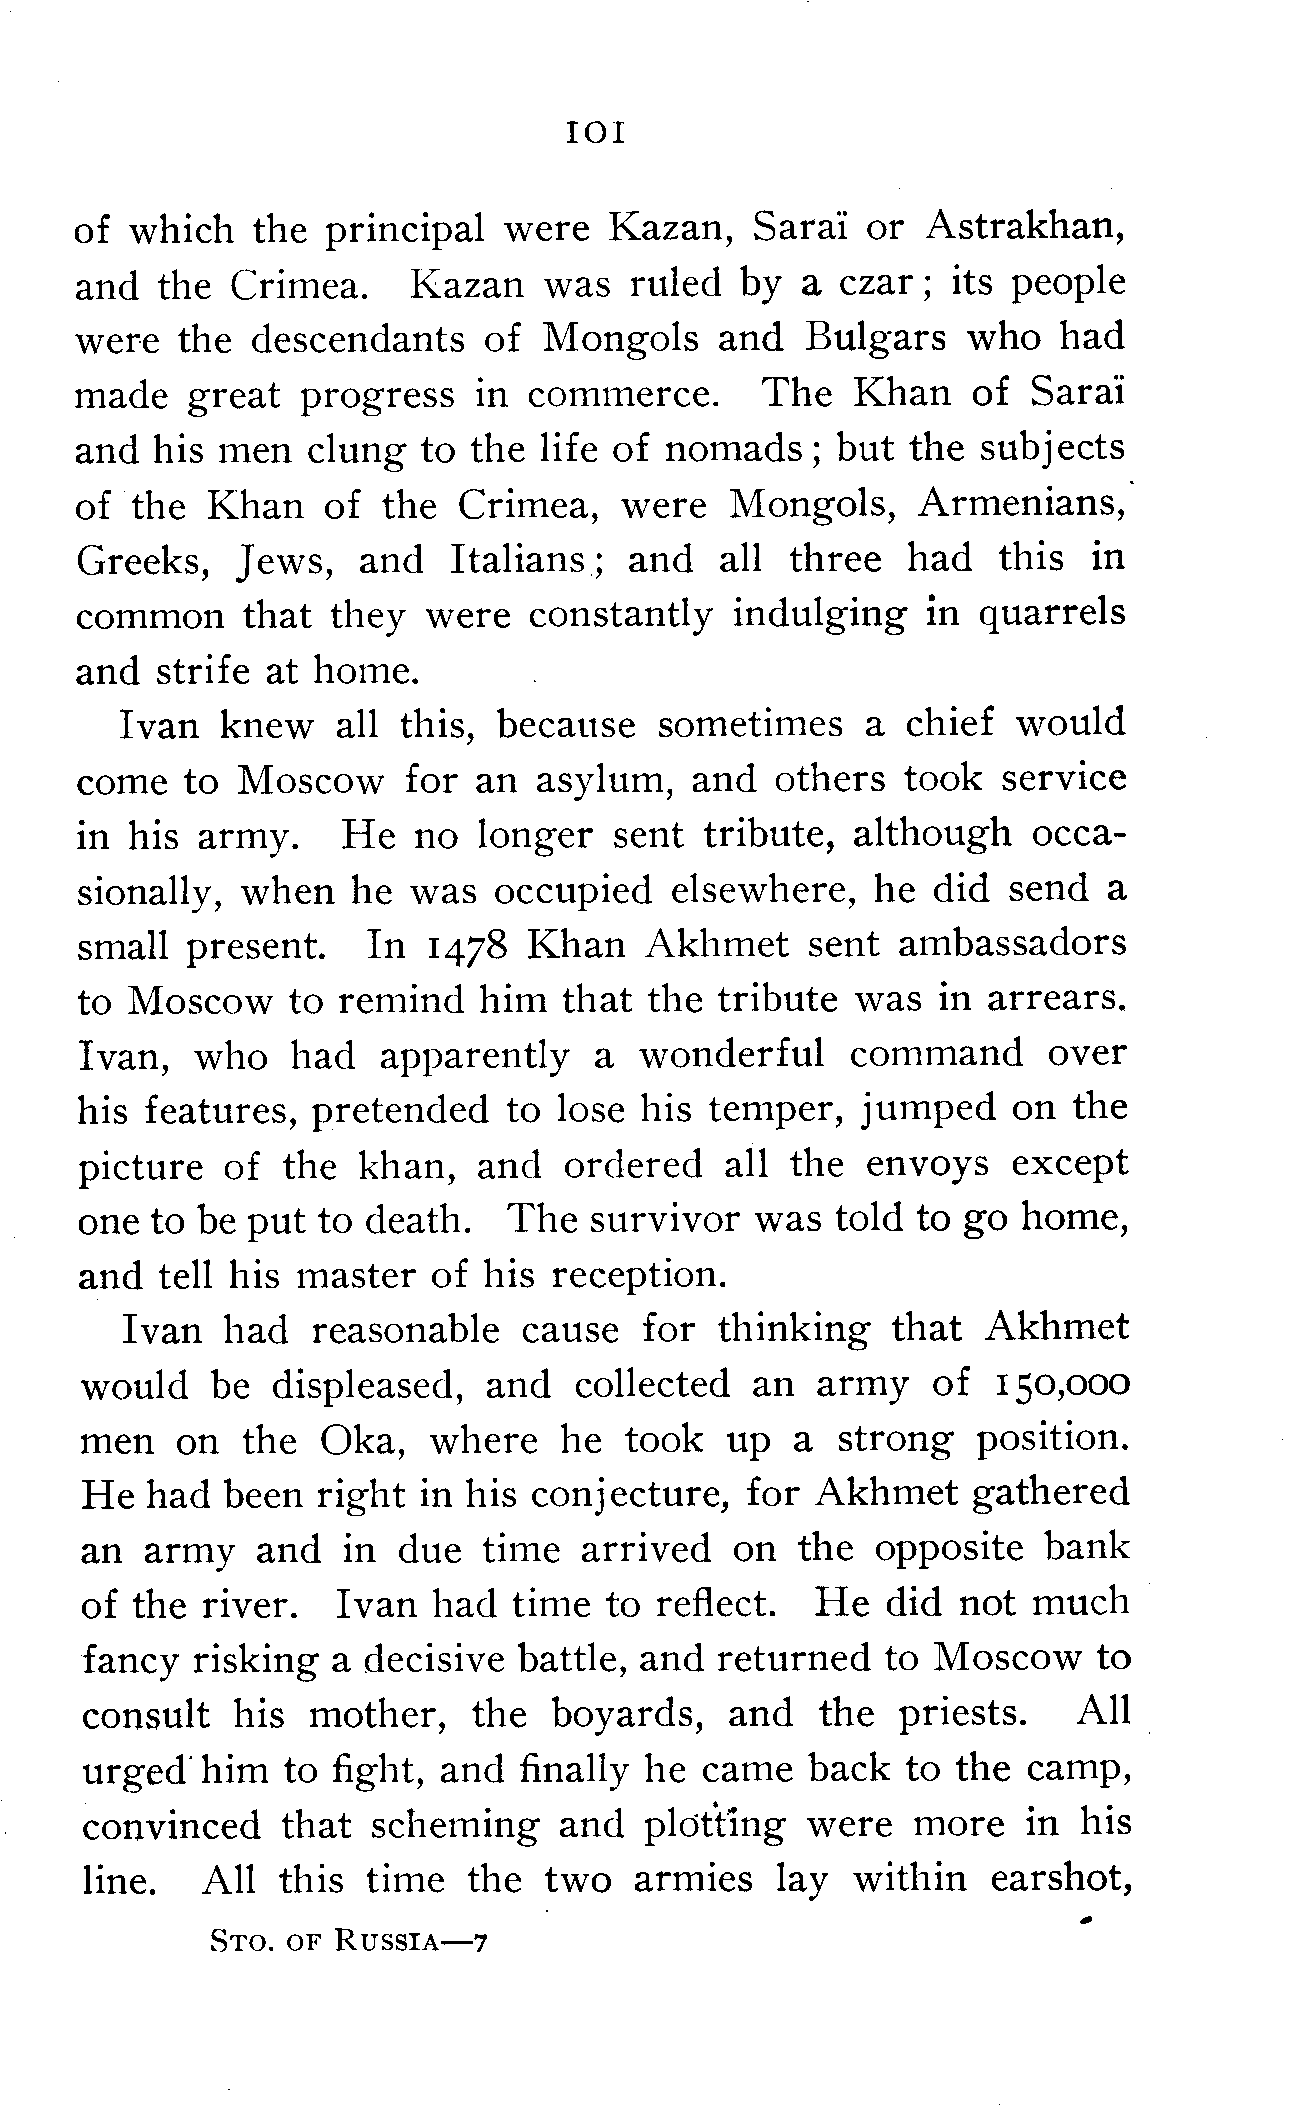 101
of which the principal were Kazan, Saraï or Astrakhan,
and the Crimea. Kazan was ruled by a czar; its people
were the descendants of Mongols and Bulgars who had
made great progress in commerce. The Khan of Saraï
and his men clung to the life of nomads; but the subjects
of the Khan of the Crimea, were Mongols, Armenians,
Greeks, Jews, and Italians; and all three had this in
common that they were constantly indulging in quarrels
and strife at home.
Ivan knew all this, because sometimes a chief would
come to Moscow for an asylum, and others took service
in his army. He no longer sent tribute, although occa-
sionally, when he was occupied elsewhere, he did send a
small present. In 1478 Khan Akhmet sent ambassadors
to Moscow to remind him that the tribute was in arrears.
Ivan, who had apparently a wonderful command over
his features, pretended to lose his temper, jumped on the
picture of the khan, and ordered all the envoys except
one to be put to death. The survivor was told to go home,
and tell his master of his reception.
Ivan had reasonable cause for thinking that Akhmet
would be displeased, and collected an army of 150,000
men on the Oka, where he took up a strong position.
He had been right in his conjecture, for Akhmet gathered
an army and in due time arrived on the opposite bank
of the river. Ivan had time to reflect. He did not much
fancy risking a decisive battle, and returned to Moscow to
consult his mother, the boyards, and the priests. All
urged him to fight, and finally he came back to the camp,
convinced that scheming and plotting were more in his
line. All this time the two armies lay within earshot,
STO. OF RUSSIA—7